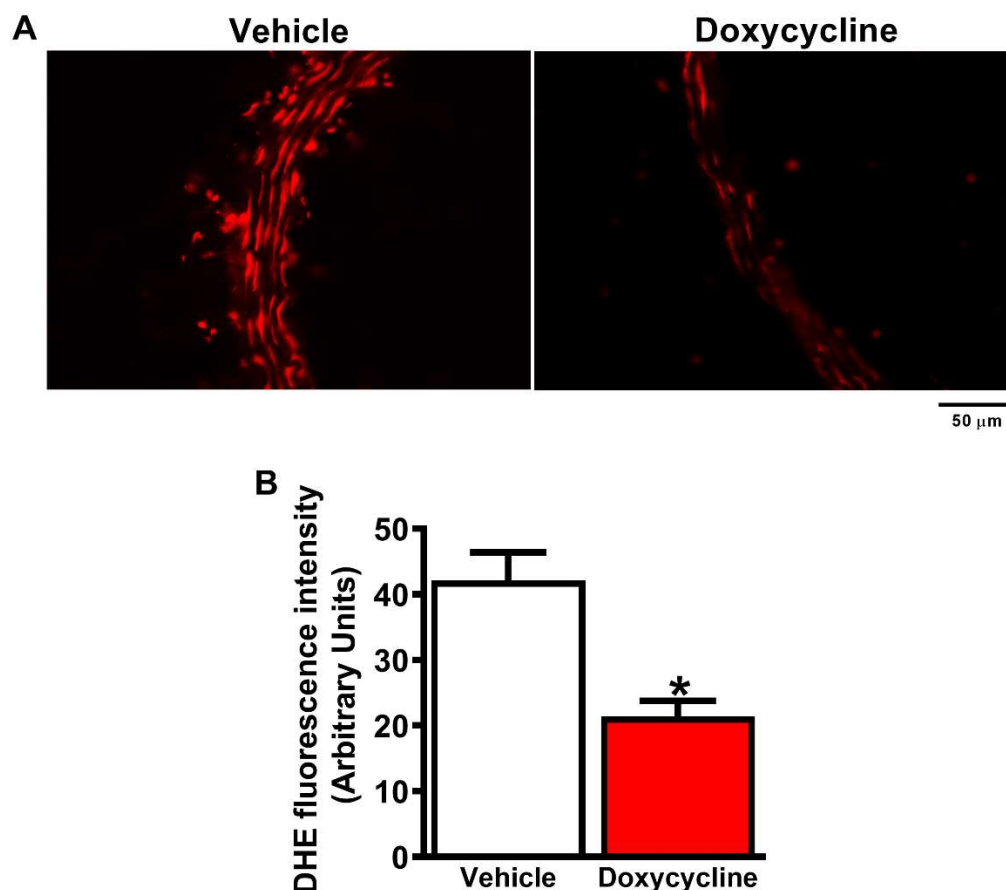 A
Vehicle
Doxycycline
50 μm
B
DHE fluorescence intensity
(Arbitrary Units)
50
40
30
20
10
0
*
Vehicle
Doxycycline